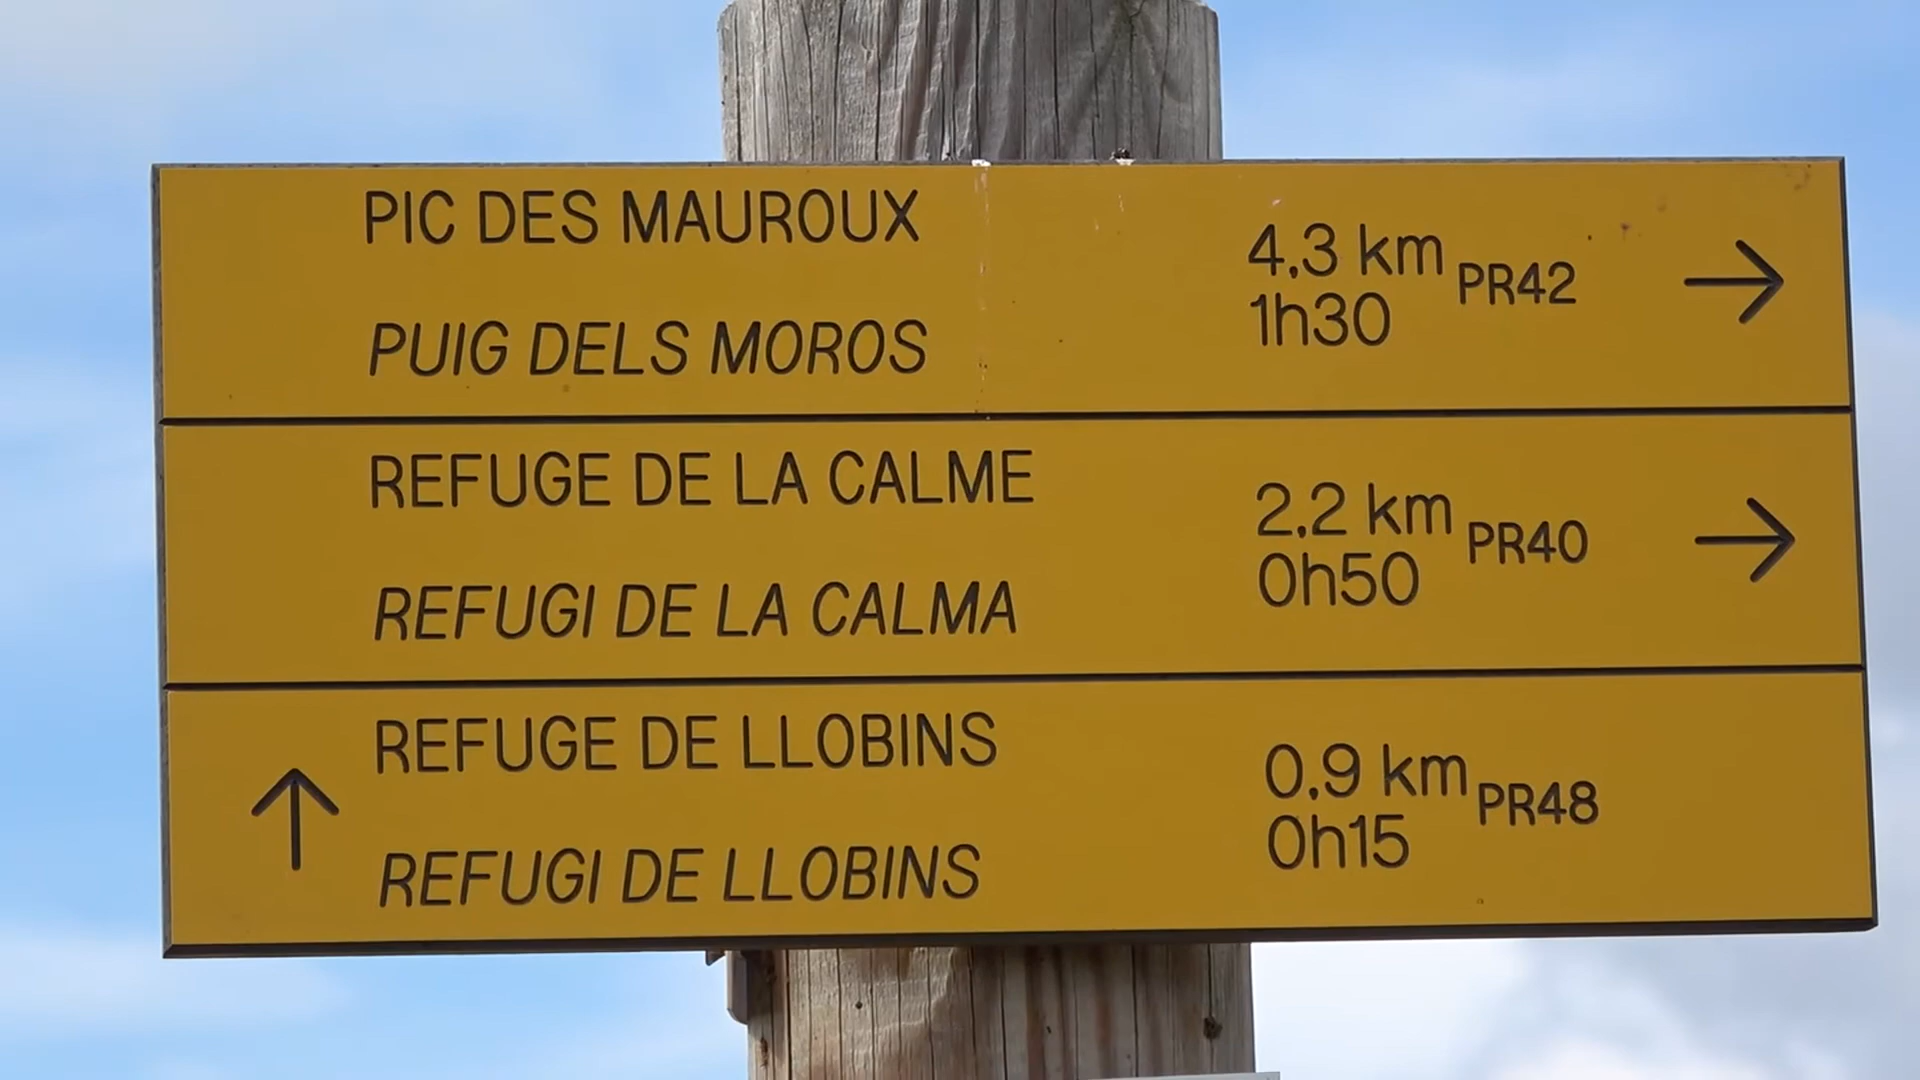 PIC DES MAUROUX
PUIG DELS MOROS
4,3 km PR42
1h30
→
REFUGE DE LA CALME
REFUGI DE LA CALMA
2,2 km PR40
0h50
→
↑
REFUGE DE LLOBINS
REFUGI DE LLOBINS
0,9 km PR48
0h15